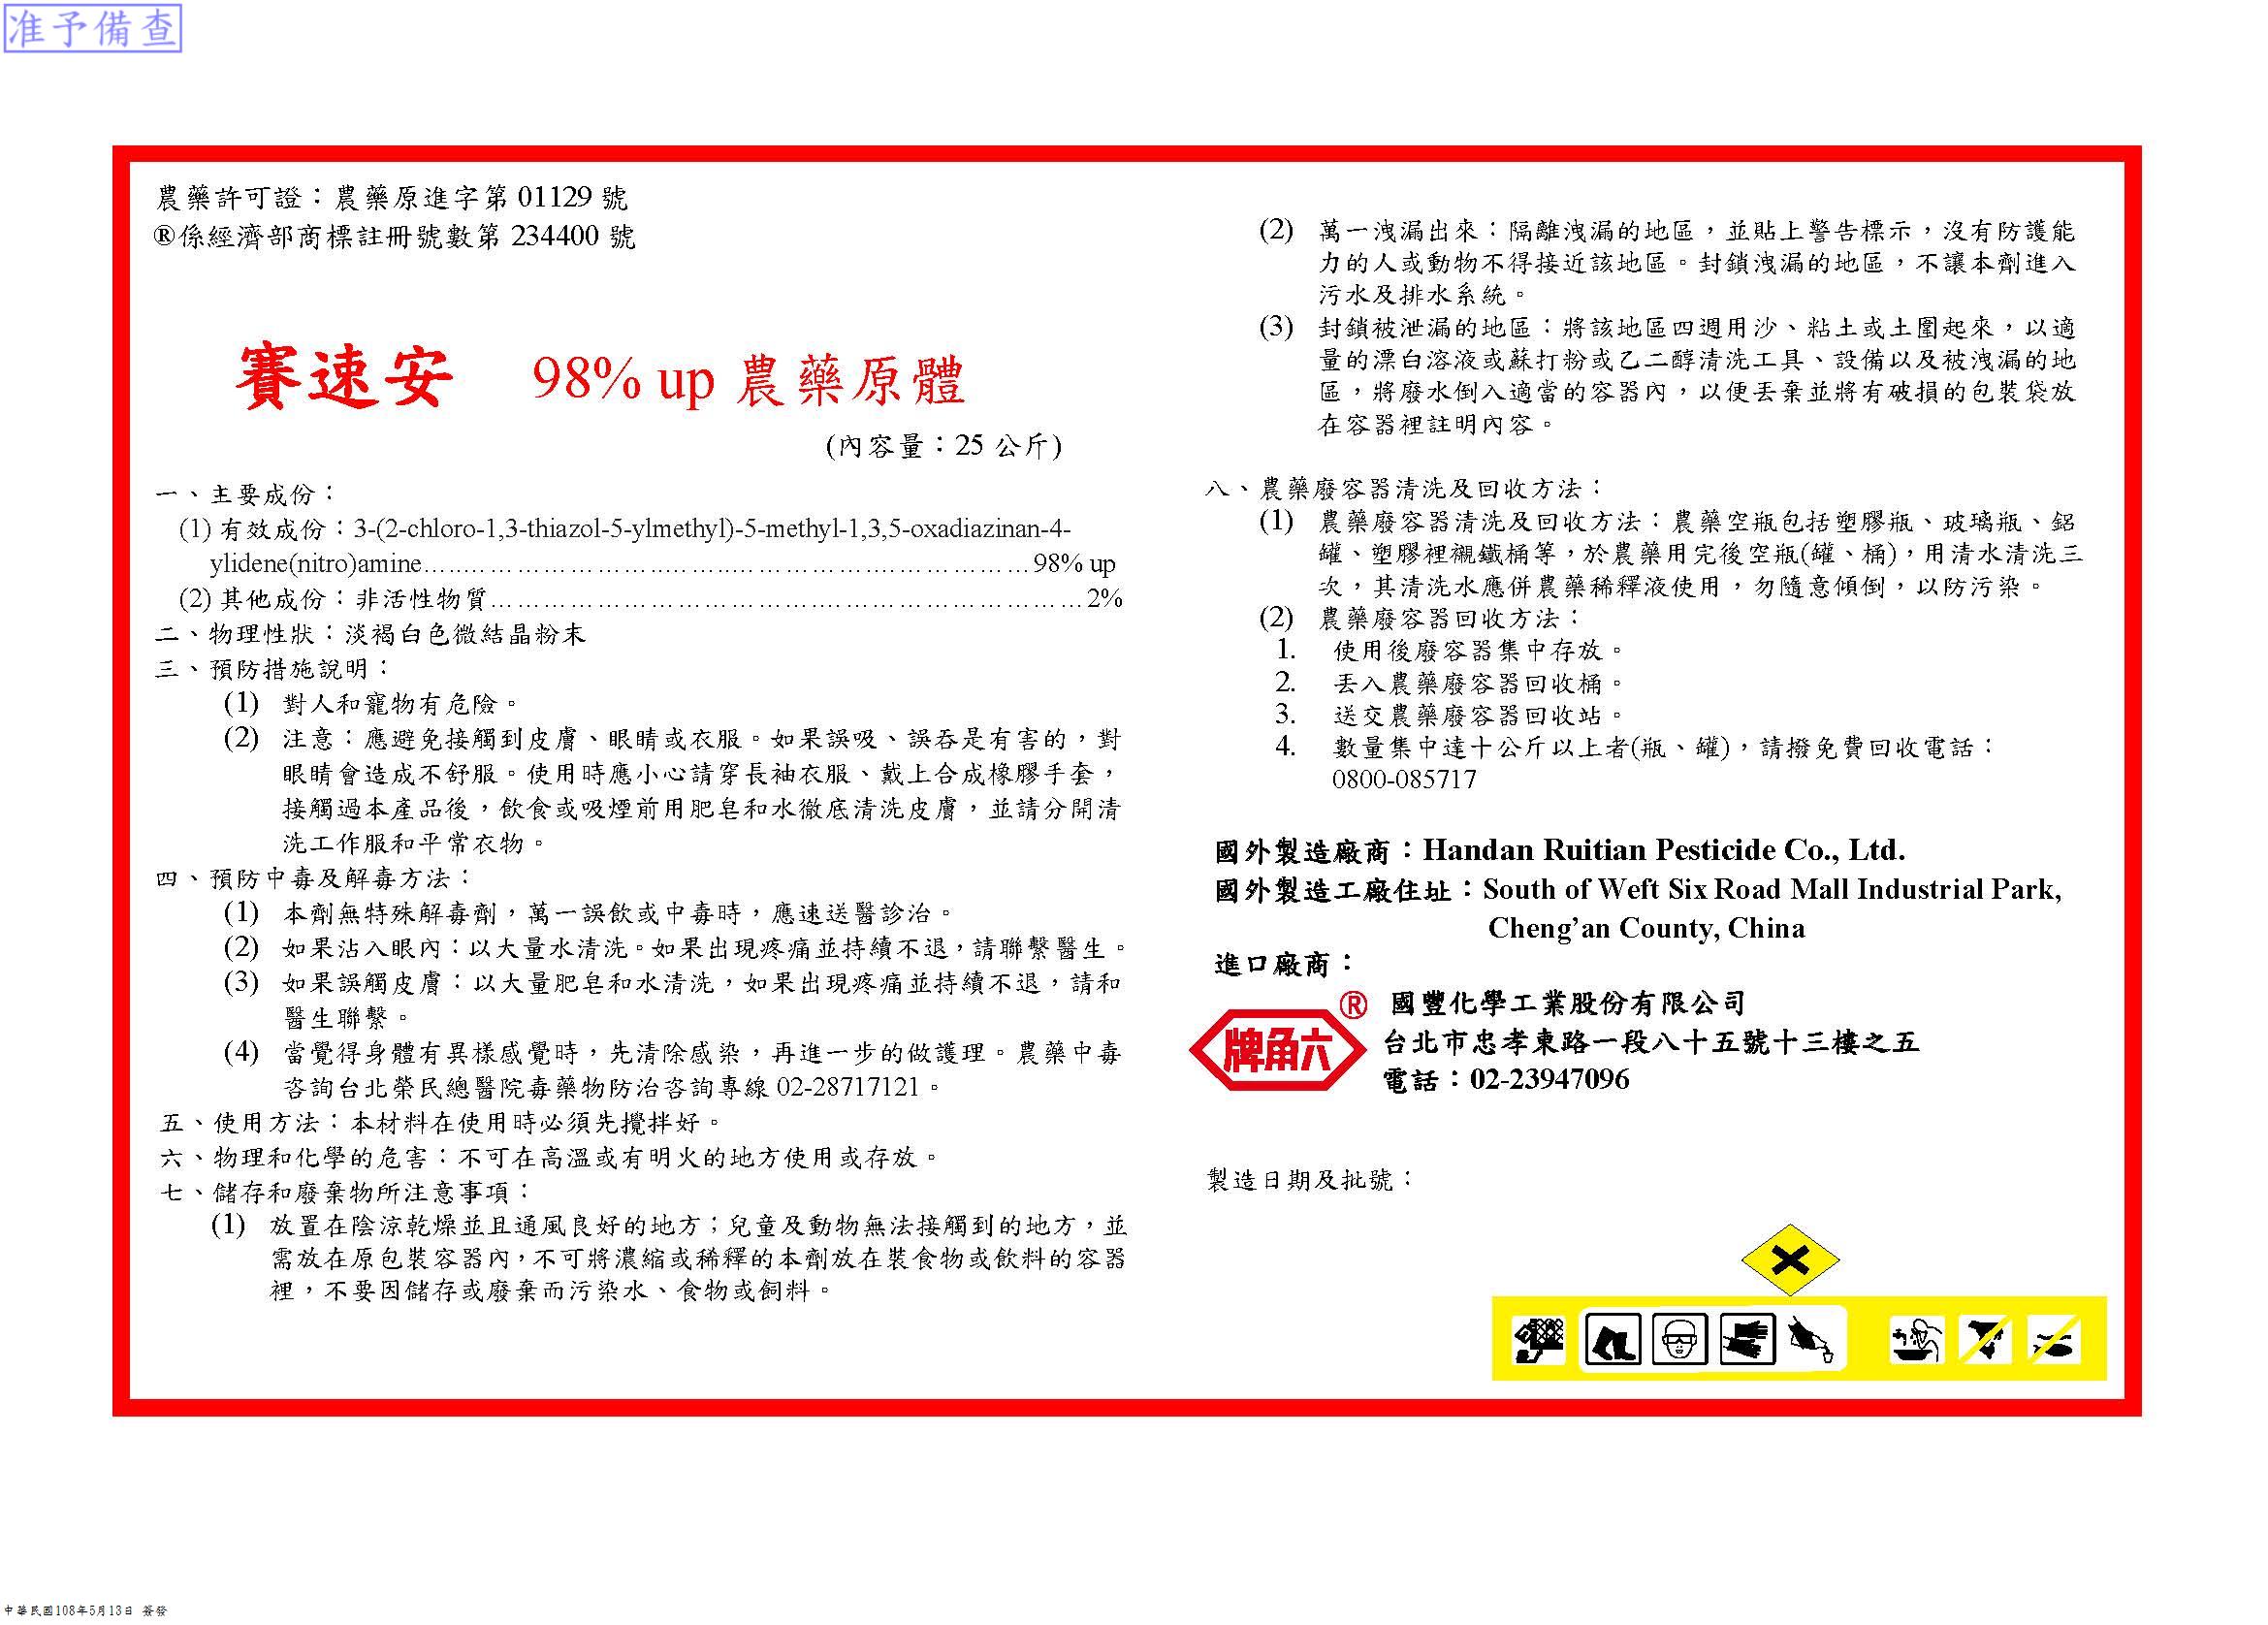 准予備查
農藥許可證：農藥原進字第 01129 號
®係經濟部商標註冊號數第 234400 號
賽速安 98% up 農藥原體
(內容量：25 公斤)
一、主要成份：
(1) 有效成份：3-(2-chloro-1,3-thiazol-5-ylmethyl)-5-methyl-1,3,5-oxadiazinan-4-
ylidene(nitro)amine……………………………………………………………98% up
(2) 其他成份：非活性物質…………………………………………………………2%
二、物理性狀：淡褐白色微結晶粉末
三、預防措施說明：
(1) 對人和寵物有危險。
(2) 注意：應避免接觸到皮膚、眼睛或衣服。如果誤吸、誤吞是有害的，對
眼睛會造成不舒服。使用時應小心請穿長袖衣服、戴上合成橡膠手套，
接觸過本產品後，飲食或吸煙前用肥皂和水徹底清洗皮膚，並請分開清
洗工作服和平常衣物。
四、預防中毒及解毒方法：
(1) 本劑無特殊解毒劑，萬一誤飲或中毒時，應速送醫診治。
(2) 如果沾入眼內：以大量水清洗。如果出現疼痛並持續不退，請聯繫醫生。
(3) 如果誤觸皮膚：以大量肥皂和水清洗，如果出現疼痛並持續不退，請和
醫生聯繫。
(4) 當覺得身體有異樣感覺時，先清除感染，再進一步的做護理。農藥中毒
咨詢台北榮民總醫院毒藥物防治咨詢專線 02-28717121。
五、使用方法：本材料在使用時必須先攪拌好。
六、物理和化學的危害：不可在高溫或有明火的地方使用或存放。
七、儲存和廢棄物所注意事項：
(1) 放置在陰涼乾燥並且通風良好的地方；兒童及動物無法接觸到的地方，並
需放在原包裝容器內，不可將濃縮或稀釋的本劑放在裝食物或飲料的容器
裡，不要因儲存或廢棄而污染水、食物或飼料。
(2) 萬一洩漏出來：隔離洩漏的地區，並貼上警告標示，沒有防護能
力的人或動物不得接近該地區。封鎖洩漏的地區，不讓本劑進入
污水及排水系統。
(3) 封鎖被泄漏的地區：將該地區四週用沙、粘土或土圍起來，以適
量的漂白溶液或蘇打粉或乙二醇清洗工具、設備以及被洩漏的地
區，將廢水倒入適當的容器內，以便丟棄並將有破損的包裝袋放
在容器裡註明內容。
八、農藥廢容器清洗及回收方法：
(1) 農藥廢容器清洗及回收方法：農藥空瓶包括塑膠瓶、玻璃瓶、鋁
罐、塑膠裡襯鐵桶等，於農藥用完後空瓶(罐、桶)，用清水清洗三
次，其清洗水應併農藥稀釋液使用，勿隨意傾倒，以防污染。
(2) 農藥廢容器回收方法：
1. 使用後廢容器集中存放。
2. 丟入農藥廢容器回收桶。
3. 送交農藥廢容器回收站。
4. 數量集中達十公斤以上者(瓶、罐)，請撥免費回收電話：
0800-085717
國外製造廠商：Handan Ruitian Pesticide Co., Ltd.
國外製造工廠住址：South of Weft Six Road Mall Industrial Park,
Cheng’an County, China
進口廠商：
牌角六® 國豐化學工業股份有限公司
台北市忠孝東路一段八十五號十三樓之五
電話：02-23947096
製造日期及批號：
中華民國108年5月13日 簽發